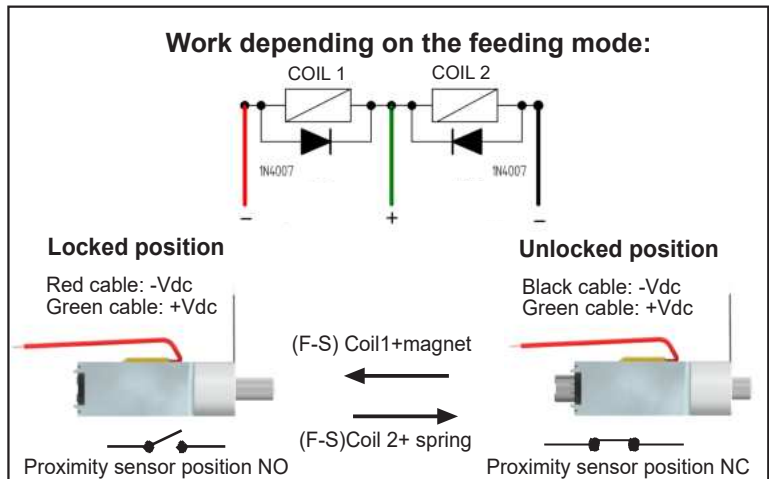 Work depending on the feeding mode:
COIL 1
COIL 2
1N4007
1N4007
–
+
–
Locked position
Red cable: -Vdc
Green cable: +Vdc
Unlocked position
Black cable: -Vdc
Green cable: +Vdc
(F-S) Coil1+magnet
(F-S)Coil 2+ spring
Proximity sensor position NO
Proximity sensor position NC